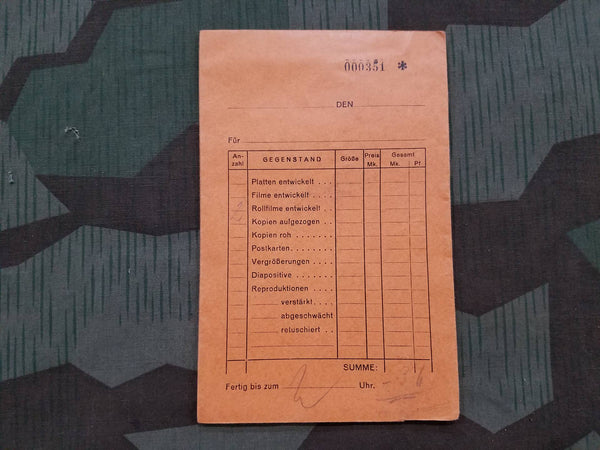 000351 *
DEN
Für
An-
zahl
GEGENSTAND
Größe
Preis
Mk.
Gesamt
Mk.
Pf
Platten entwickelt . . .
Filme entwickelt . . . .
Rollfilme entwickelt . .
Kopien aufgezogen . .
Kopien roh . . . . . . .
Postkarten. . . . . . .
Vergrößerungen . . . .
Diapositive . . . . . .
Reproduktionen . . . .
verstärkt. . . .
abgeschwächt
retuschiert . .
SUMME:
Fertig bis zum Uhr.